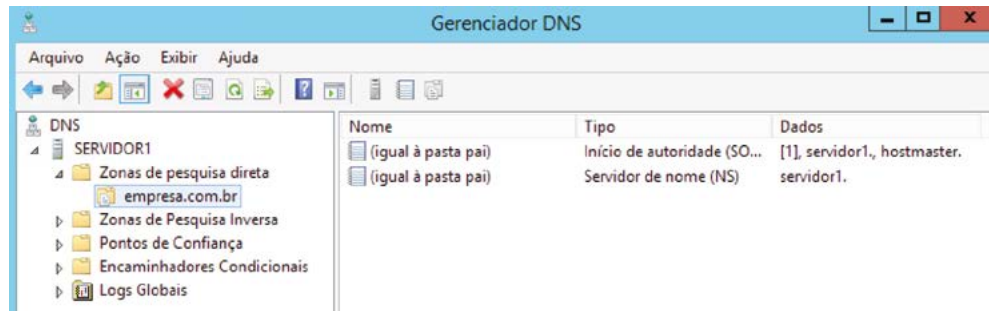 Gerenciador DNS
Arquivo Ação Exibir Ajuda
DNS
SERVIDOR1
Zonas de pesquisa direta
empresa.com.br
Zonas de Pesquisa Inversa
Pontos de Confiança
Encaminhadores Condicionais
Logs Globais
Nome Tipo Dados
(igual à pasta pai) Início de autoridade (SO... [1], servidor1., hostmaster.
(igual à pasta pai) Servidor de nome (NS) servidor1.